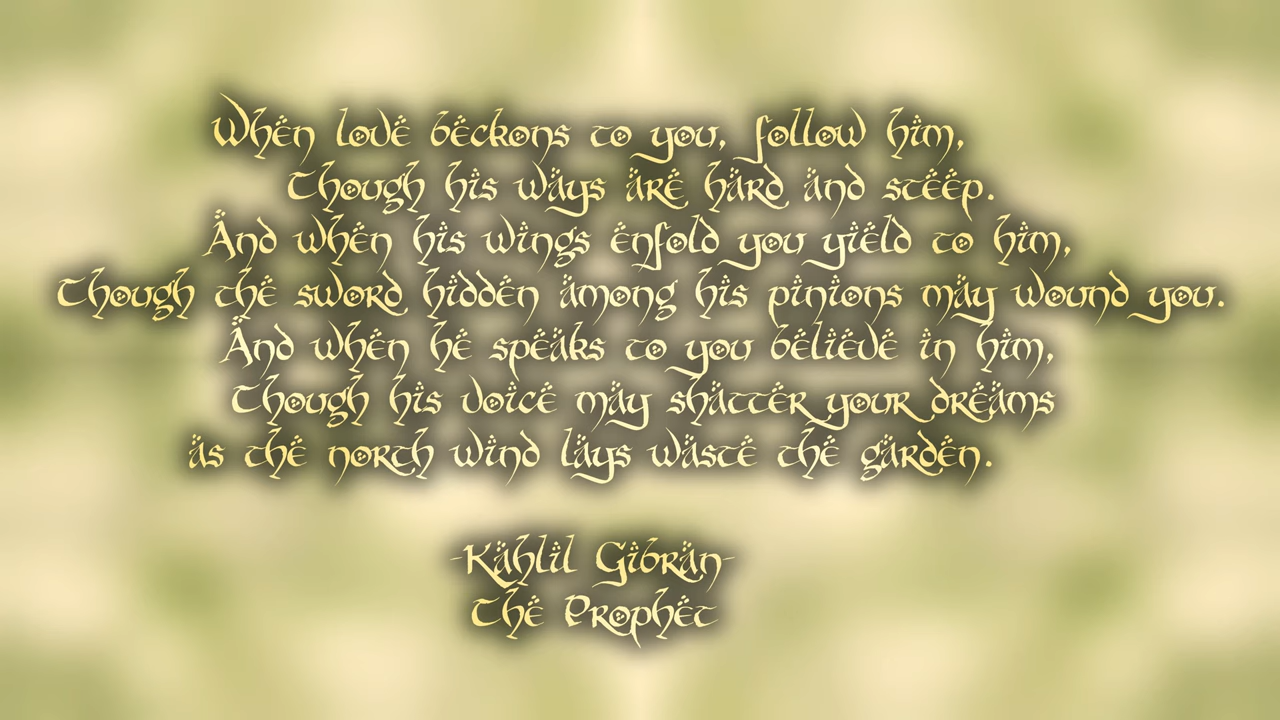 When love beckons to you, follow him,
Though his ways are hard and steep.
And when his wings enfold you yield to him,
Though the sword hidden among his pinions may wound you.
And when he speaks to you believe in him,
Though his voice may shatter your dreams
as the north wind lays waste the garden.
-Kahlil Gibran-
The Prophet